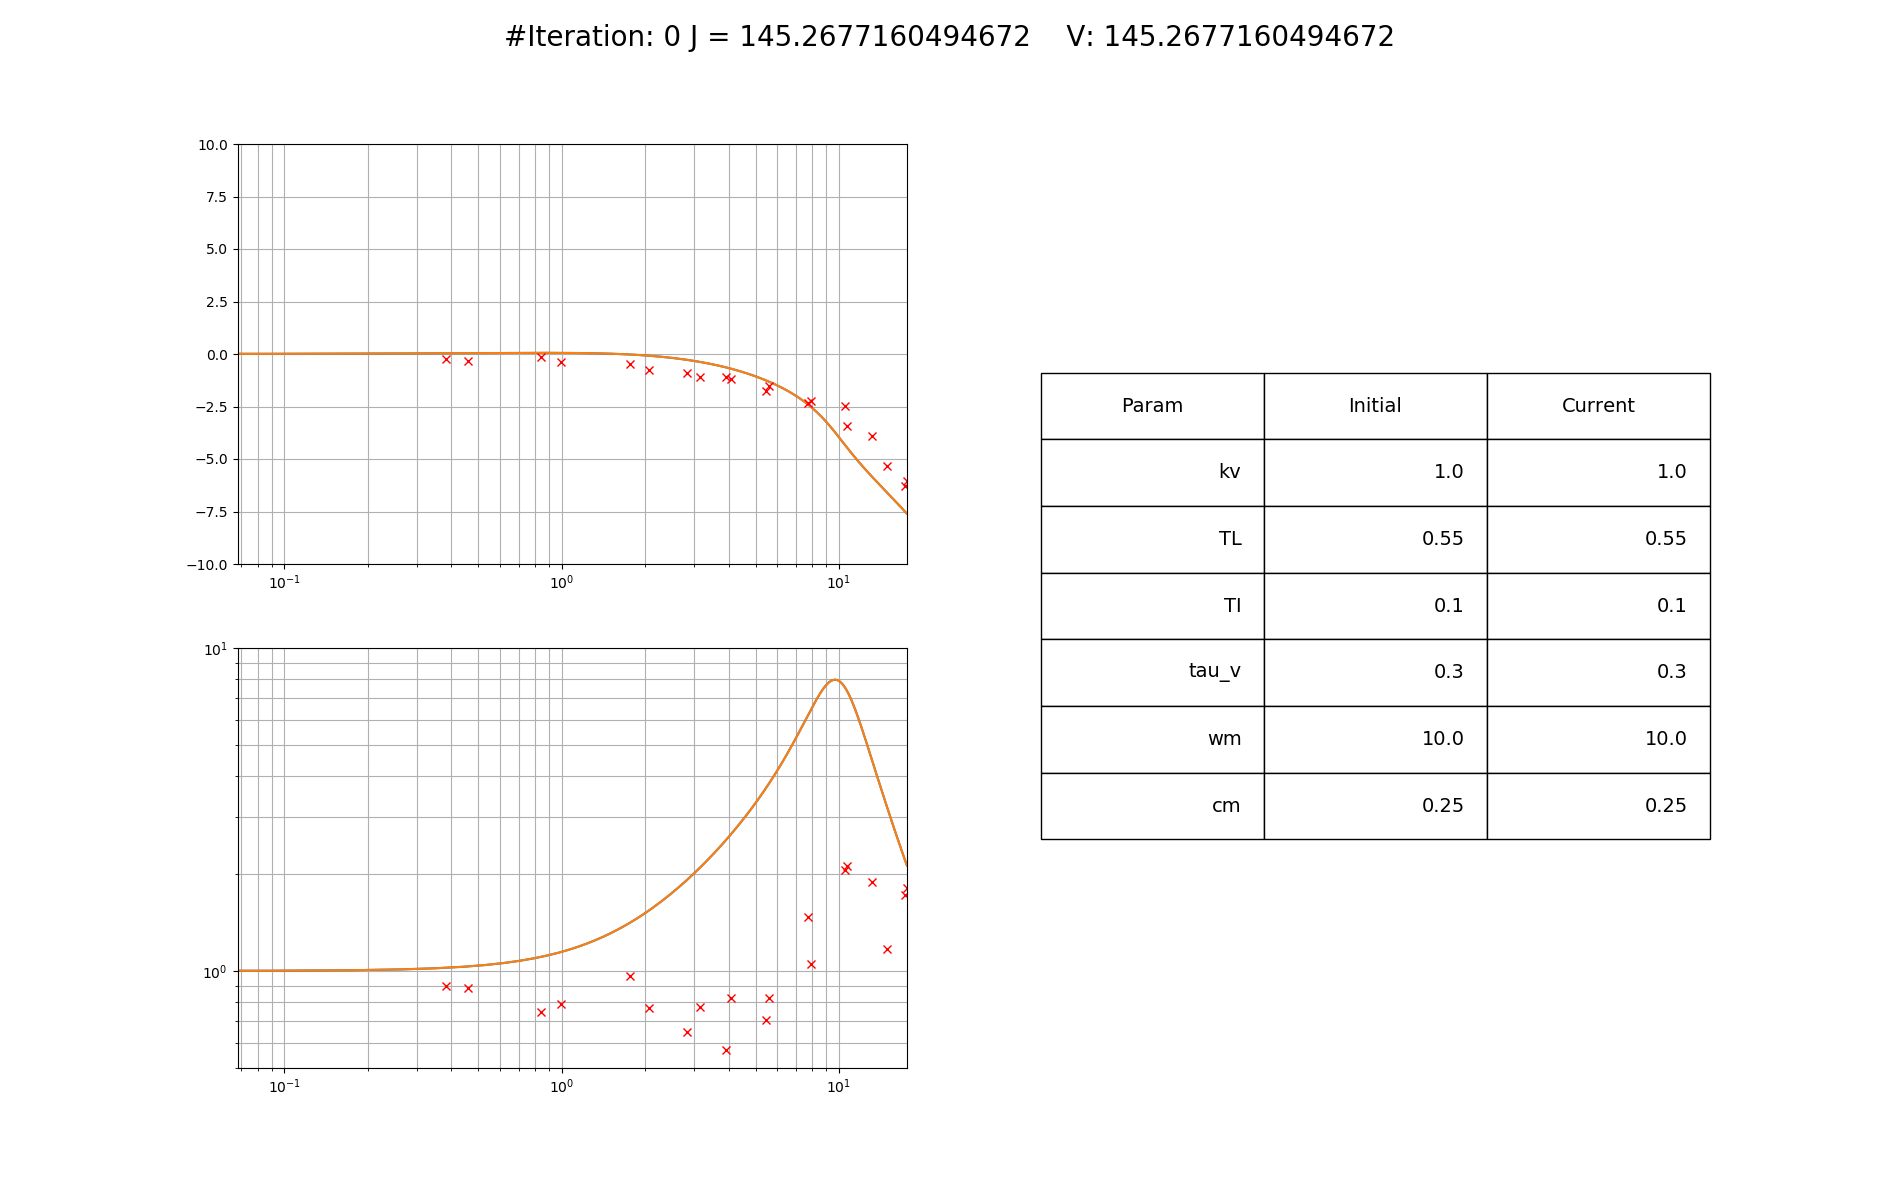 #Iteration: 0 J = 145.2677160494672    V: 145.2677160494672
10.0
7.5
5.0
2.5
0.0
−2.5
−5.0
−7.5
−10.0
10⁻¹ 10⁰ 10¹
10¹
10⁰
10⁻¹ 10⁰ 10¹
Param Initial Current
kv 1.0 1.0
TL 0.55 0.55
TI 0.1 0.1
tau_v 0.3 0.3
wm 10.0 10.0
cm 0.25 0.25